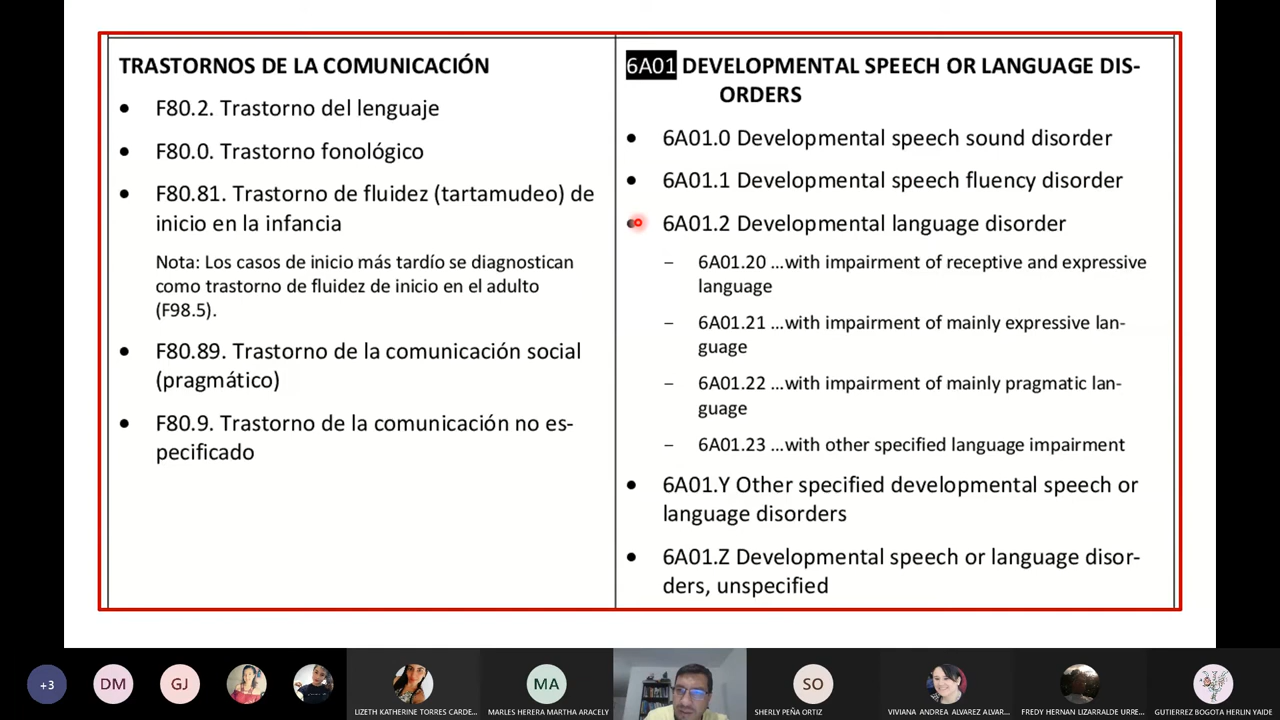 TRASTORNOS DE LA COMUNICACIÓN
• F80.2. Trastorno del lenguaje
• F80.0. Trastorno fonológico
• F80.81. Trastorno de fluidez (tartamudeo) de
inicio en la infancia
Nota: Los casos de inicio más tardío se diagnostican
como trastorno de fluidez de inicio en el adulto
(F98.5).
• F80.89. Trastorno de la comunicación social
(pragmático)
• F80.9. Trastorno de la comunicación no es-
pecificado
6A01 DEVELOPMENTAL SPEECH OR LANGUAGE DIS-
ORDERS
• 6A01.0 Developmental speech sound disorder
• 6A01.1 Developmental speech fluency disorder
• 6A01.2 Developmental language disorder
– 6A01.20 ...with impairment of receptive and expressive
language
– 6A01.21 ...with impairment of mainly expressive lan-
guage
– 6A01.22 ...with impairment of mainly pragmatic lan-
guage
– 6A01.23 ...with other specified language impairment
• 6A01.Y Other specified developmental speech or
language disorders
• 6A01.Z Developmental speech or language disor-
ders, unspecified
+3
DM
GJ
LIZETH KATHERINE TORRES CARDE...
MA
MARLES HERERA MARTHA ARACELY
SO
SHERLY PEÑA ORTIZ
VIVIANA ANDREA ALVAREZ ALVAR...
FREDY HERNAN LIZARRALDE URRE...
GUTIERREZ BOGOTA HERLIN YAIDE